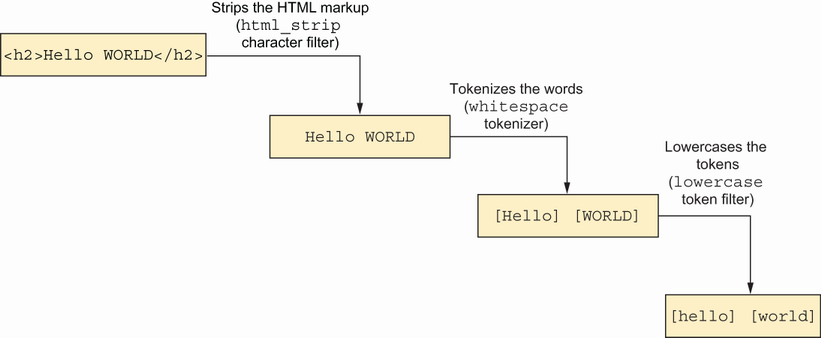 Strips the HTML markup
(html_strip
character filter)
<h2>Hello WORLD</h2>
Tokenizes the words
(whitespace
tokenizer)
Hello WORLD
Lowercases the
tokens
(lowercase
token filter)
[Hello] [WORLD]
[hello] [world]